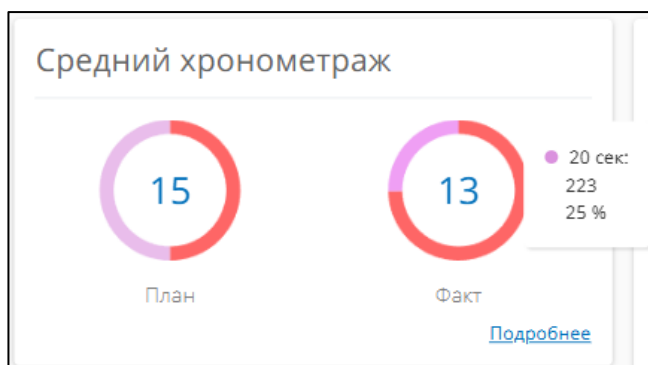 Средний хронометраж
15
13
20 сек:
223
25 %
План
Факт
Подробнее